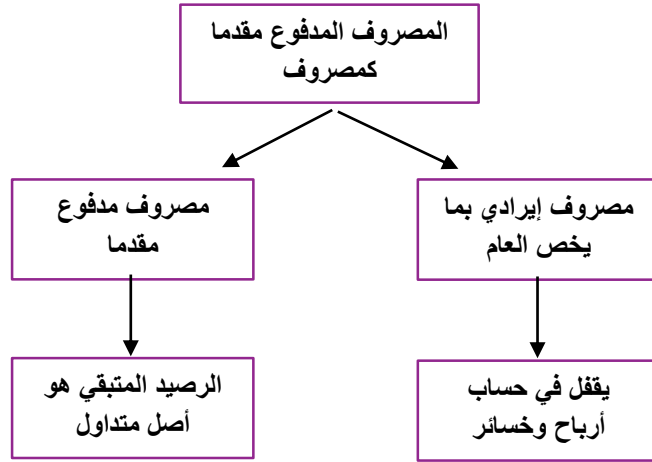 المصروف المدفوع مقدما
كمصروف
مصروف إيرادي بما
يخص العام
مصروف مدفوع
مقدما
يقفل في حساب
أرباح وخسائر
الرصيد المتبقي هو
أصل متداول